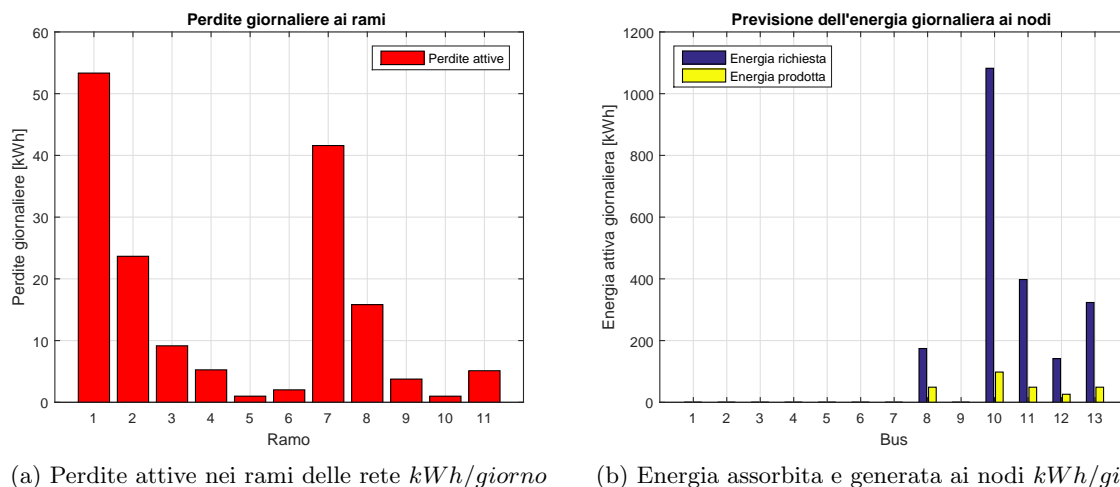 Perdite giornaliere ai rami
Perdite attive
60
50
40
30
20
10
0
Perdite giornaliere [kWh]
1 2 3 4 5 6 7 8 9 10 11
Ramo
(a) Perdite attive nei rami delle rete kWh/giorno
Previsione dell'energia giornaliera ai nodi
Energia richiesta
Energia prodotta
1200
1000
800
600
400
200
0
Energia attiva giornaliera [kWh]
1 2 3 4 5 6 7 8 9 10 11 12 13
Bus
(b) Energia assorbita e generata ai nodi kWh/gi